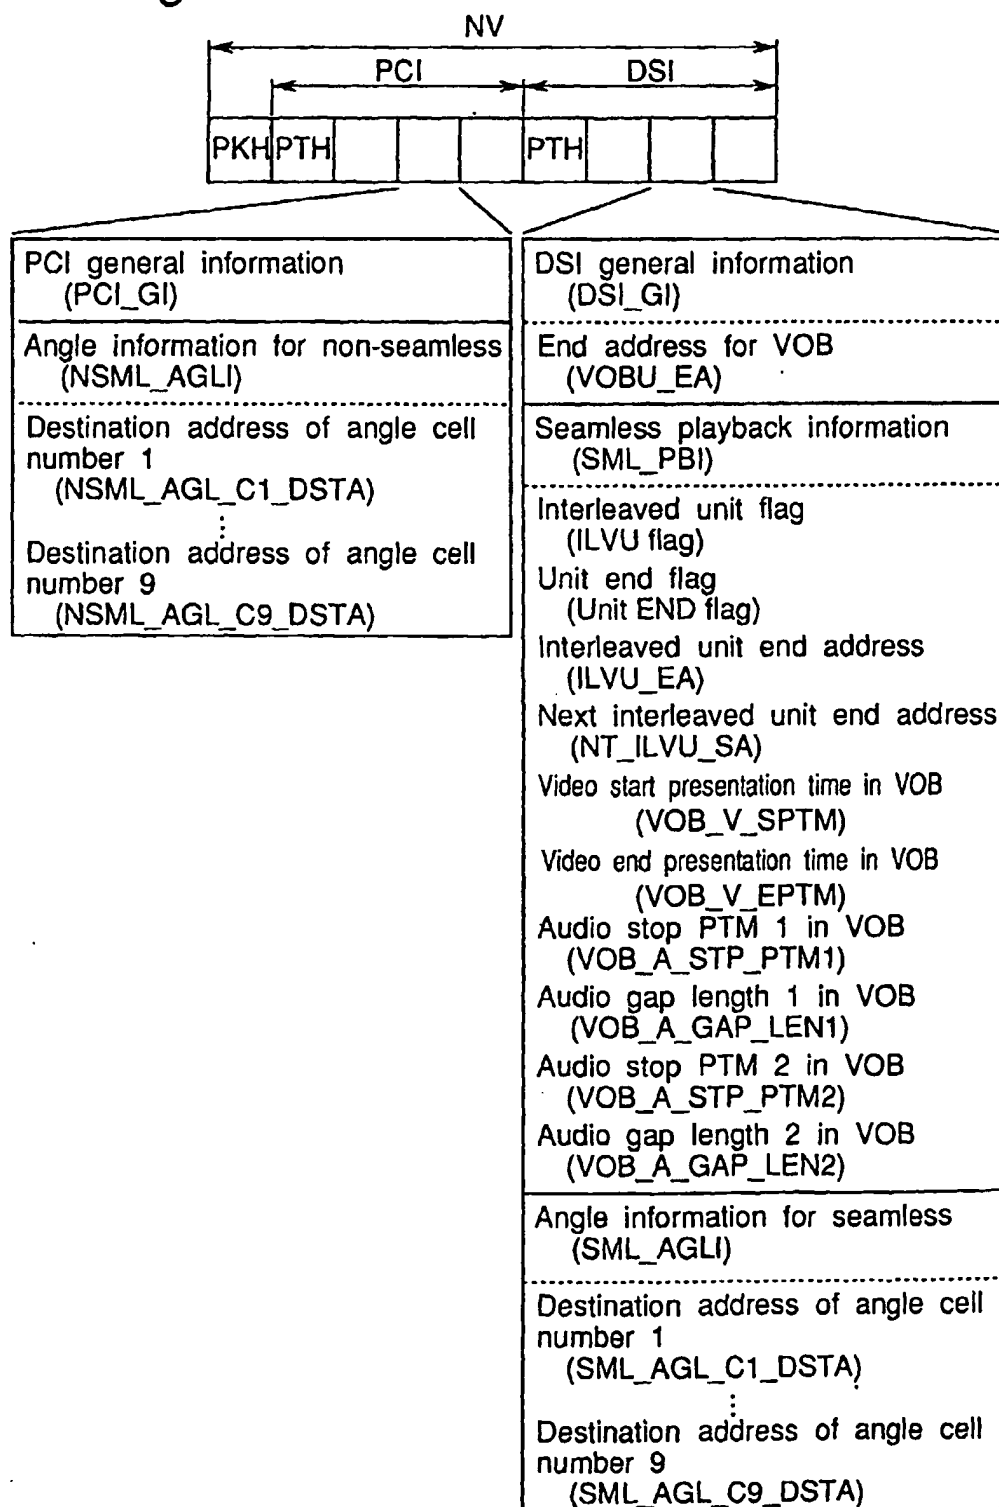 NV
PCI
DSI
PKH PTH PTH
PCI general information
(PCI_GI)
Angle information for non-seamless
(NSML_AGLI)
Destination address of angle cell
number 1
(NSML_AGL_C1_DSTA)
Destination address of angle cell
number 9
(NSML_AGL_C9_DSTA)
DSI general information
(DSI_GI)
End address for VOB
(VOBU_EA)
Seamless playback information
(SML_PBI)
Interleaved unit flag
(ILVU flag)
Unit end flag
(Unit END flag)
Interleaved unit end address
(ILVU_EA)
Next interleaved unit end address
(NT_ILVU_SA)
Video start presentation time in VOB
(VOB_V_SPTM)
Video end presentation time in VOB
(VOB_V_EPTM)
Audio stop PTM 1 in VOB
(VOB_A_STP_PTM1)
Audio gap length 1 in VOB
(VOB_A_GAP_LEN1)
Audio stop PTM 2 in VOB
(VOB_A_STP_PTM2)
Audio gap length 2 in VOB
(VOB_A_GAP_LEN2)
Angle information for seamless
(SML_AGLI)
Destination address of angle cell
number 1
(SML_AGL_C1_DSTA)
Destination address of angle cell
number 9
(SML_AGL_C9_DSTA)